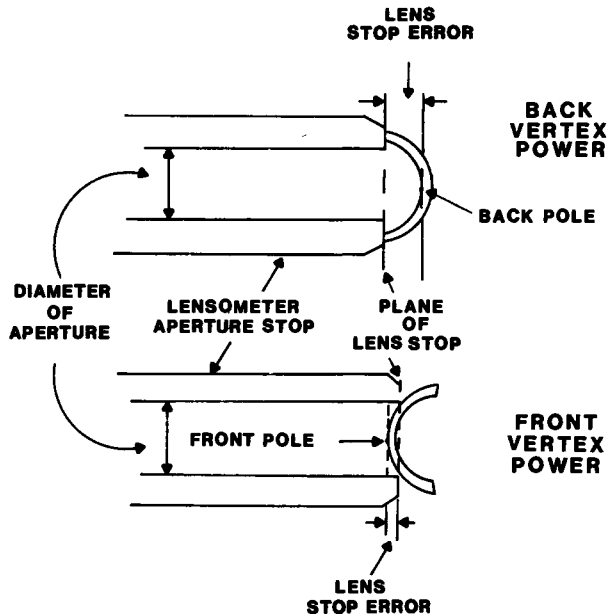 LENS
STOP ERROR
BACK
VERTEX
POWER
BACK POLE
DIAMETER
OF
APERTURE
LENSOMETER
APERTURE STOP
PLANE
OF
LENS STOP
FRONT POLE
FRONT
VERTEX
POWER
LENS
STOP ERROR